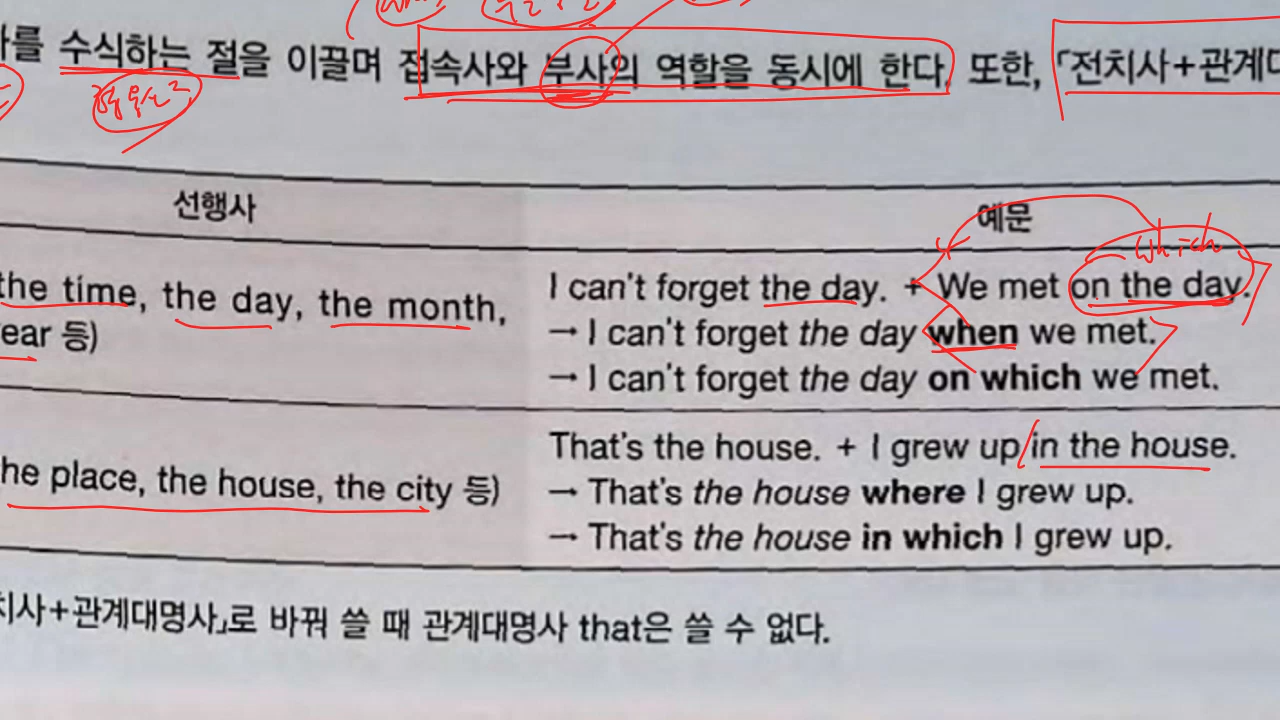 를 수식하는 절을 이끌며 접속사와 부사의 역할을 동시에 한다. 또한, 「전치사+관계대
선행사
예문
which
the time, the day, the month,
ear 등)
I can't forget the day. + We met on the day.
→ I can't forget the day when we met.
→ I can't forget the day on which we met.
he place, the house, the city 등)
That's the house. + I grew up in the house.
→ That's the house where I grew up.
→ That's the house in which I grew up.
치사+관계대명사」로 바꿔 쓸 때 관계대명사 that은 쓸 수 없다.